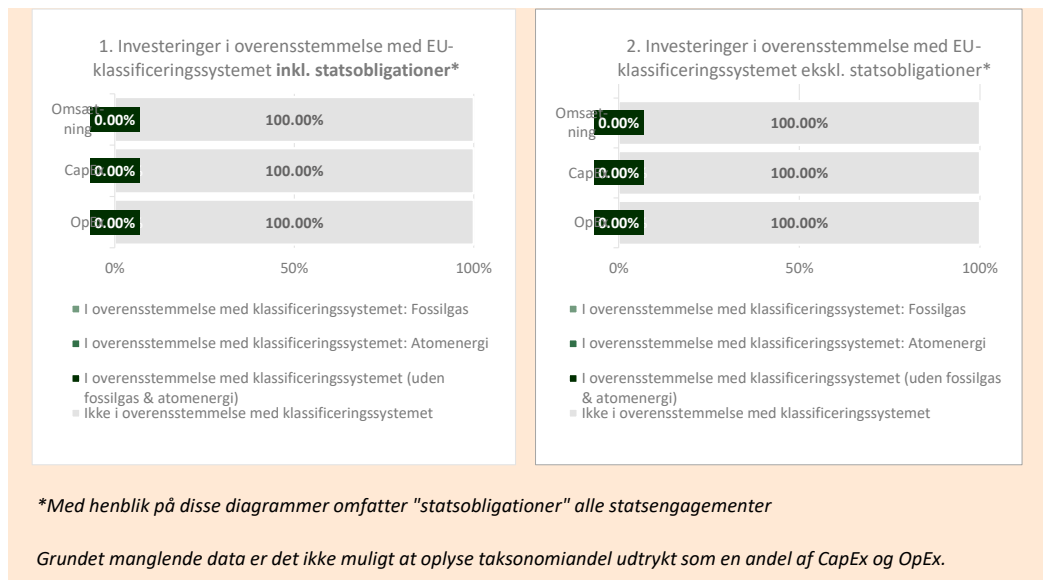 1. Investeringer i overensstemmelse med EU-
klassificeringssystemet inkl. statsobligationer*
Omsæt-
ning
0.00%
100.00%
CapEx
0.00%
100.00%
OpEx
0.00%
100.00%
0%
50%
100%
I overensstemmelse med klassificeringssystemet: Fossilgas
I overensstemmelse med klassificeringssystemet: Atomenergi
I overensstemmelse med klassificeringssystemet (uden
fossilgas & atomenergi)
Ikke i overensstemmelse med klassificeringssystemet
2. Investeringer i overensstemmelse med EU-
klassificeringssystemet ekskl. statsobligationer*
Omsæt-
ning
0.00%
100.00%
CapEx
0.00%
100.00%
OpEx
0.00%
100.00%
0%
50%
100%
I overensstemmelse med klassificeringssystemet: Fossilgas
I overensstemmelse med klassificeringssystemet: Atomenergi
I overensstemmelse med klassificeringssystemet (uden fossilgas
& atomenergi)
Ikke i overensstemmelse med klassificeringssystemet
*Med henblik på disse diagrammer omfatter "statsobligationer" alle statsengagementer
Grundet manglende data er det ikke muligt at oplyse taksonomiandel udtrykt som en andel af CapEx og OpEx.